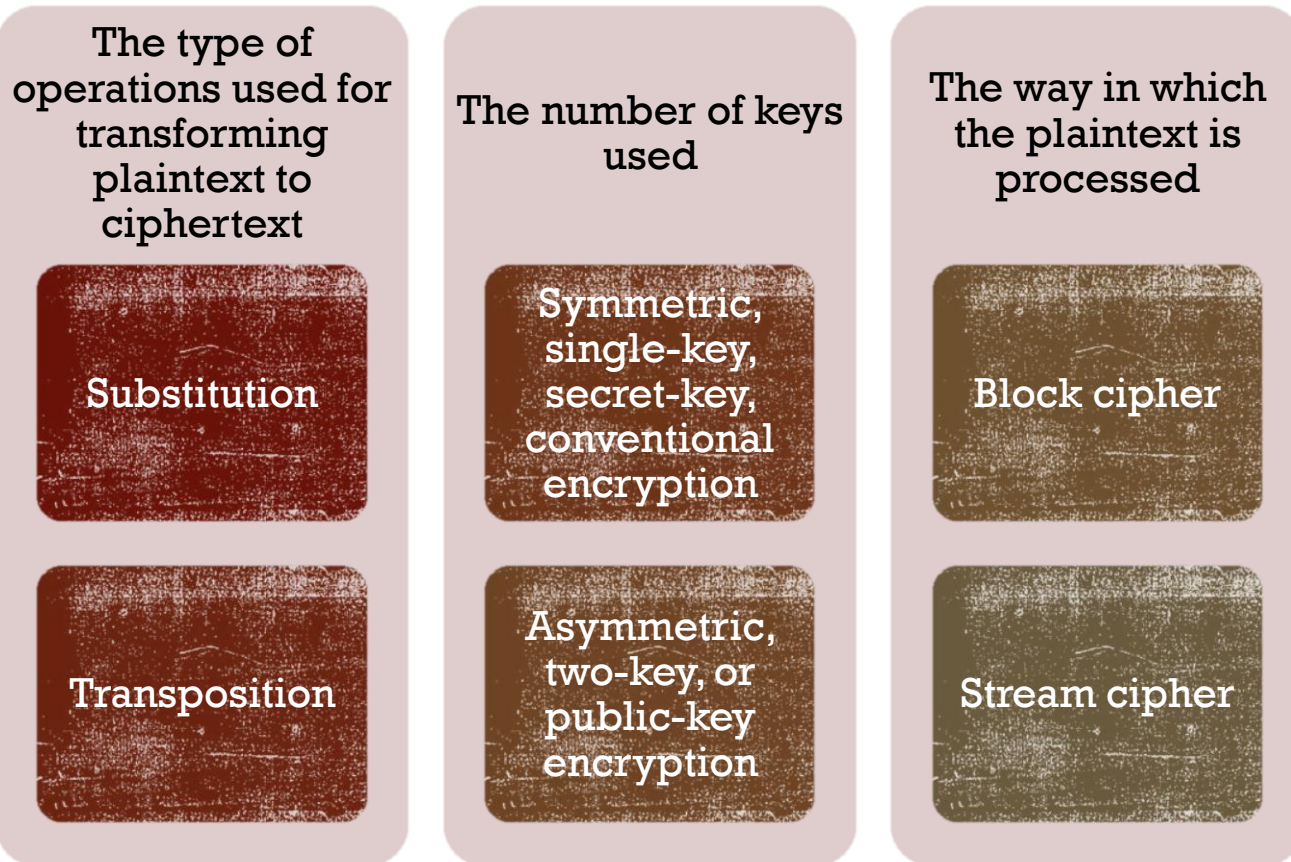 The type of
operations used for
transforming
plaintext to
ciphertext
Substitution
Transposition
The number of keys
used
Symmetric,
single-key,
secret-key,
conventional
encryption
Asymmetric,
two-key, or
public-key
encryption
The way in which
the plaintext is
processed
Block cipher
Stream cipher